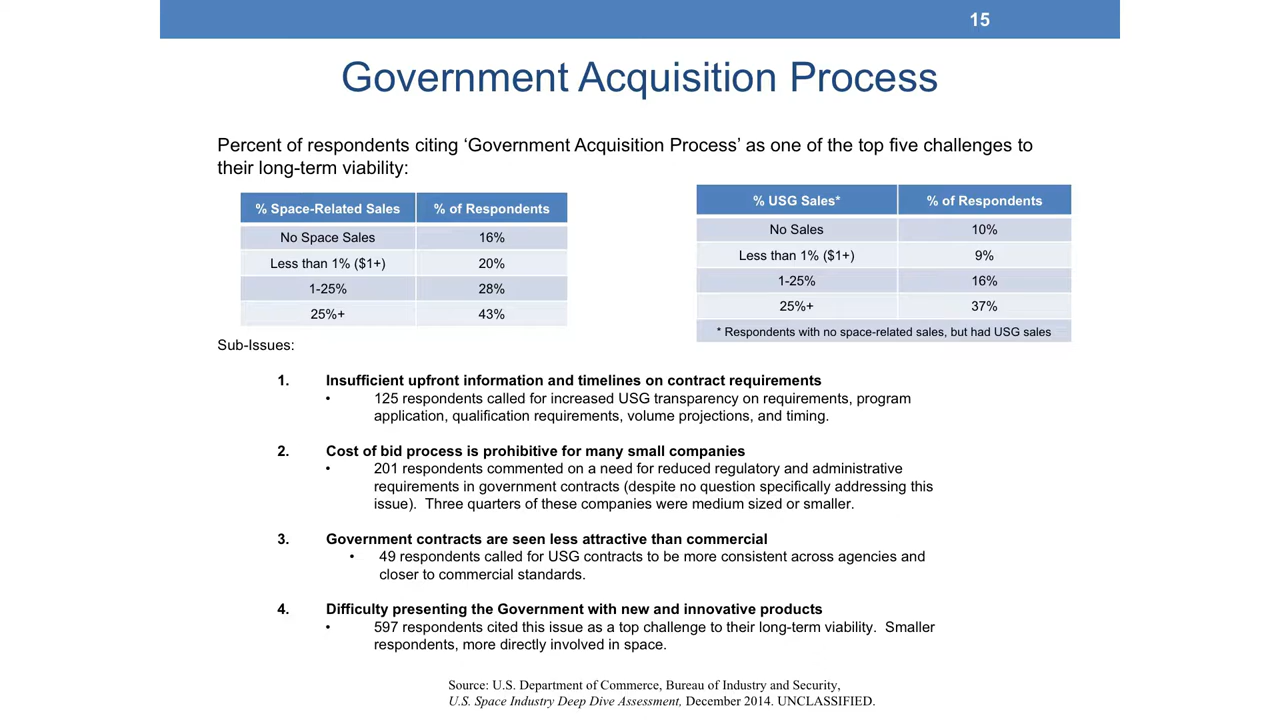 15
Government Acquisition Process
Percent of respondents citing ‘Government Acquisition Process’ as one of the top five challenges to
their long-term viability:
% Space-Related Sales % of Respondents
No Space Sales 16%
Less than 1% ($1+) 20%
1-25% 28%
25%+ 43%
% USG Sales* % of Respondents
No Sales 10%
Less than 1% ($1+) 9%
1-25% 16%
25%+ 37%
* Respondents with no space-related sales, but had USG sales
Sub-Issues:
1. Insufficient upfront information and timelines on contract requirements
• 125 respondents called for increased USG transparency on requirements, program
application, qualification requirements, volume projections, and timing.
2. Cost of bid process is prohibitive for many small companies
• 201 respondents commented on a need for reduced regulatory and administrative
requirements in government contracts (despite no question specifically addressing this
issue). Three quarters of these companies were medium sized or smaller.
3. Government contracts are seen less attractive than commercial
• 49 respondents called for USG contracts to be more consistent across agencies and
closer to commercial standards.
4. Difficulty presenting the Government with new and innovative products
• 597 respondents cited this issue as a top challenge to their long-term viability. Smaller
respondents, more directly involved in space.
Source: U.S. Department of Commerce, Bureau of Industry and Security,
U.S. Space Industry Deep Dive Assessment, December 2014. UNCLASSIFIED.